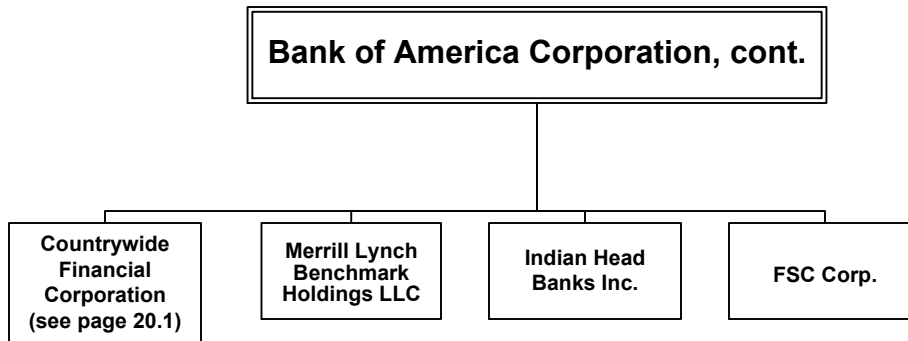 Bank of America Corporation, cont.
Countrywide
Financial
Corporation
(see page 20.1)
Merrill Lynch
Benchmark
Holdings LLC
Indian Head
Banks Inc.
FSC Corp.